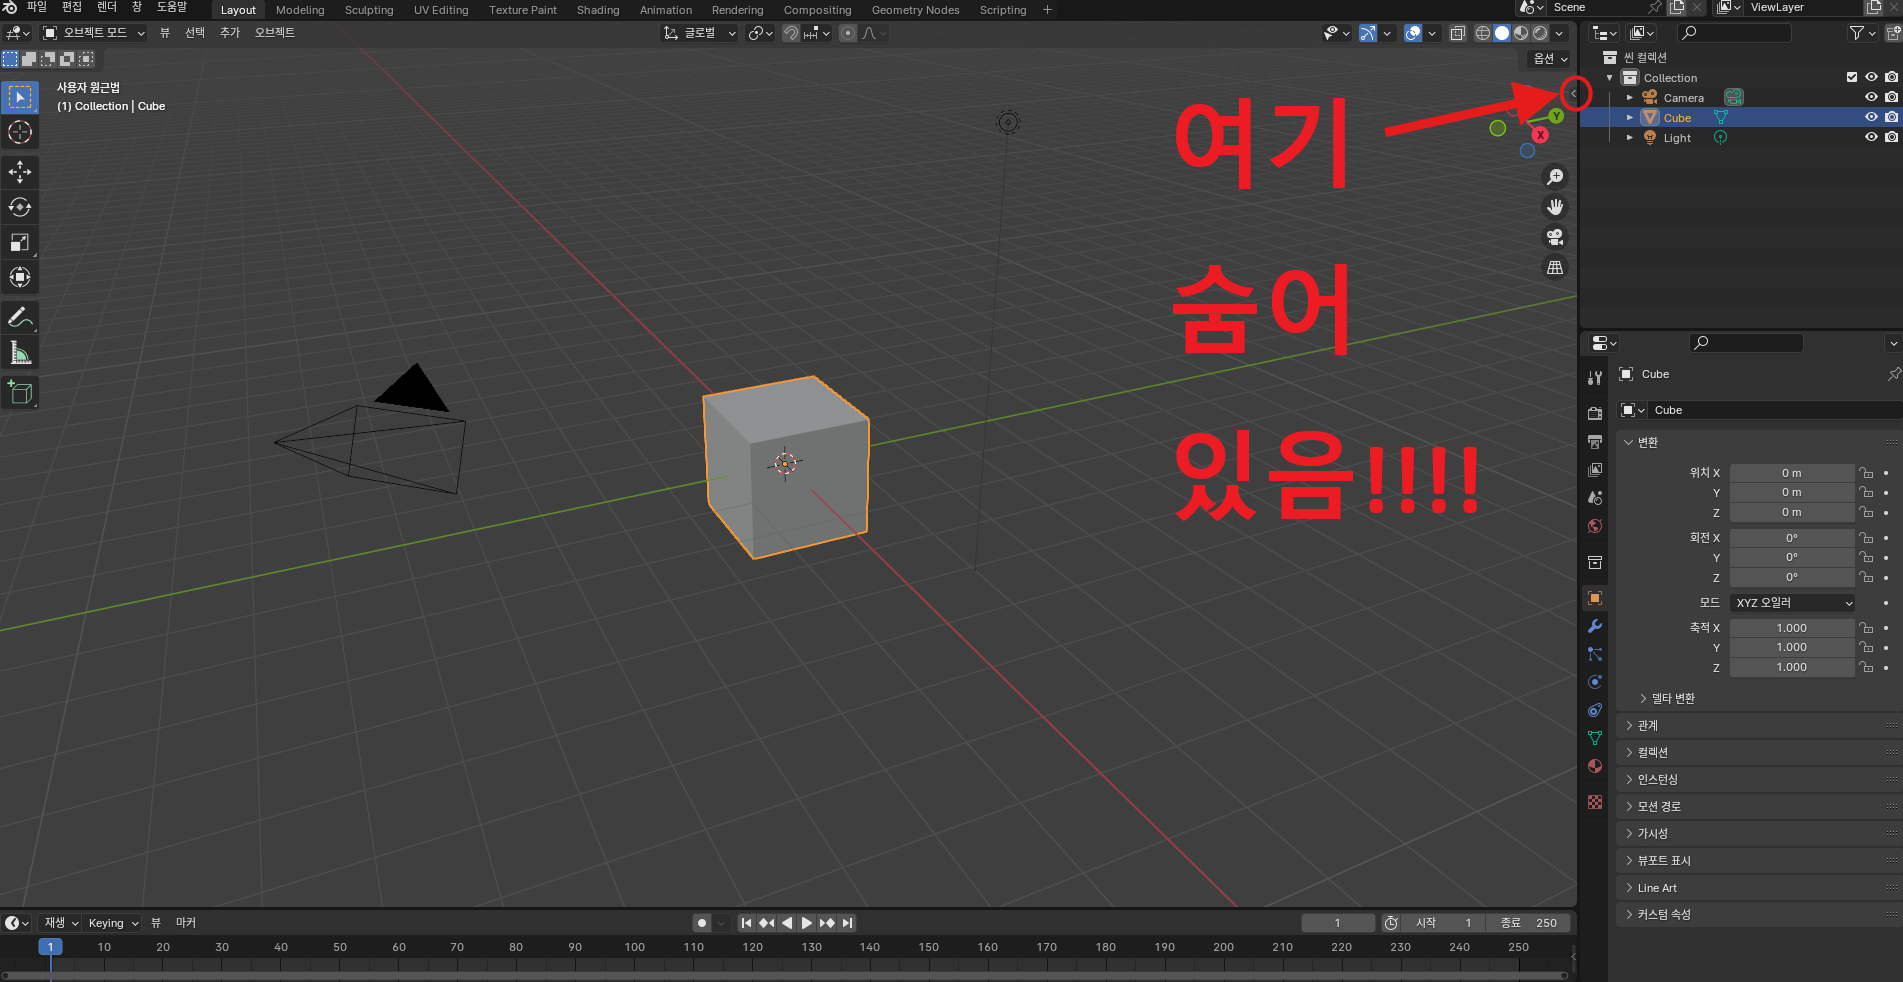 파일 편집 렌더 창 도움말 Layout Modeling Sculpting UV Editing Texture Paint Shading Animation Rendering Compositing Geometry Nodes Scripting + Scene ViewLayer
오브젝트 모드 뷰 선택 추가 오브젝트 글로벌
옵션
사용자 원근법
(1) Collection | Cube
여기
숨어
있음!!!!
Y
X
씬 컬렉션
Collection
Camera
Cube
Light
Cube
Cube
변환
위치 X 0 m
Y 0 m
Z 0 m
회전 X 0°
Y 0°
Z 0°
모드 XYZ 오일러
축적 X 1.000
Y 1.000
Z 1.000
델타 변환
관계
컬렉션
인스턴싱
모션 경로
가시성
뷰포트 표시
Line Art
커스텀 속성
재생 Keying 뷰 마커 1 시작 1 종료 250
1 10 20 30 40 50 60 70 80 90 100 110 120 130 140 150 160 170 180 190 200 210 220 230 240 250